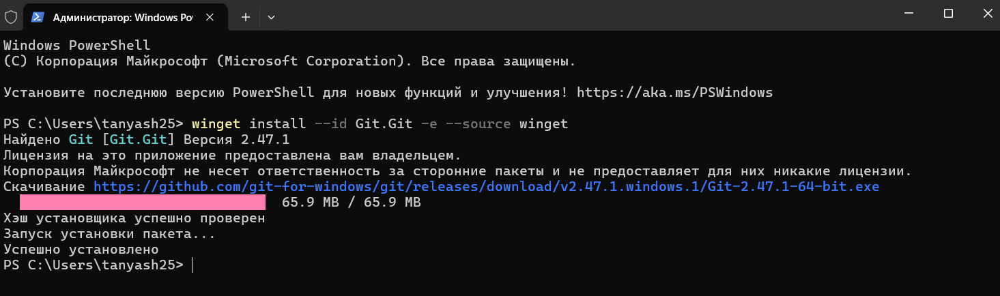 Администратор: Windows Po
Windows PowerShell
(C) Корпорация Майкрософт (Microsoft Corporation). Все права защищены.
Установите последнюю версию PowerShell для новых функций и улучшения! https://aka.ms/PSWindows
PS C:\Users\tanyash25> winget install --id Git.Git -e --source winget
Найдено Git [Git.Git] Версия 2.47.1
Лицензия на это приложение предоставлена вам владельцем.
Корпорация Майкрософт не несет ответственность за сторонние пакеты и не предоставляет для них никакие лицензии.
Скачивание https://github.com/git-for-windows/git/releases/download/v2.47.1.windows.1/Git-2.47.1-64-bit.exe
65.9 MB / 65.9 MB
Хэш установщика успешно проверен
Запуск установки пакета...
Успешно установлено
PS C:\Users\tanyash25>